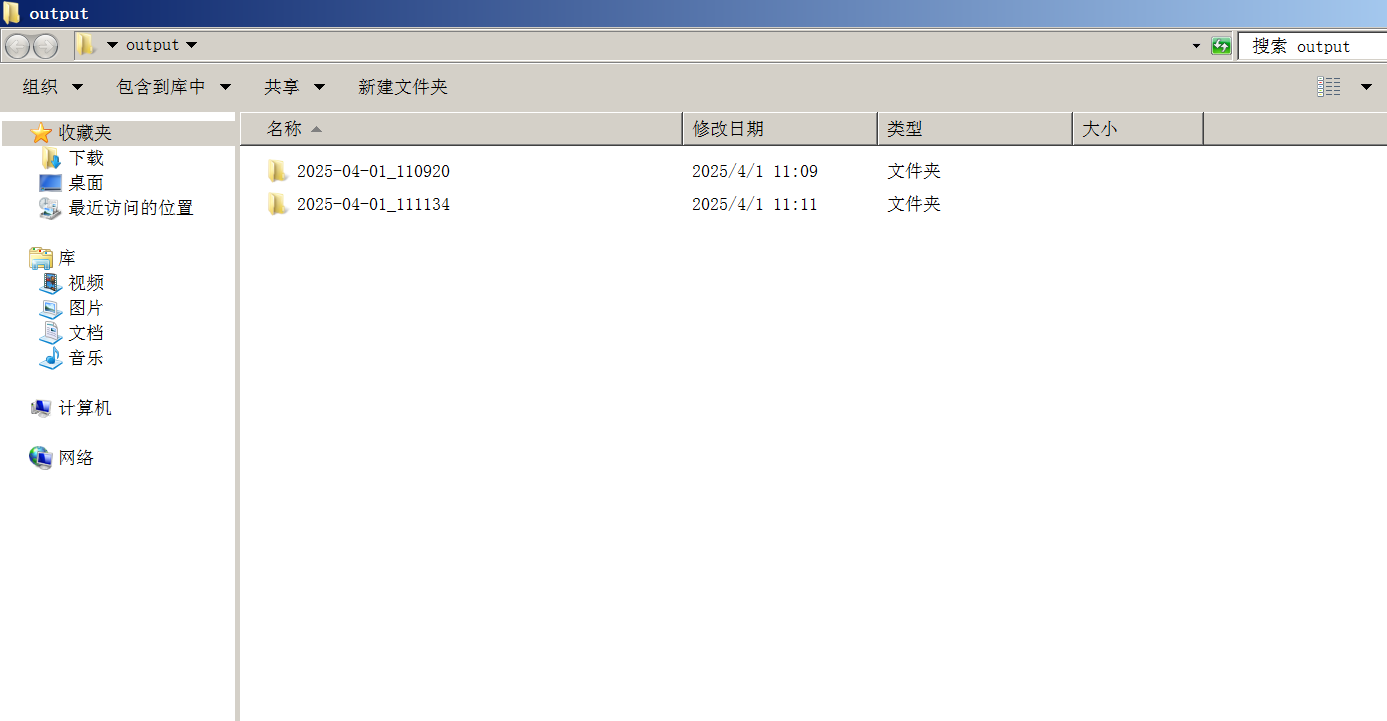 output
output
搜索 output
组织 包含到库中 共享 新建文件夹
名称 修改日期 类型 大小
收藏夹
下载
桌面
最近访问的位置
库
视频
图片
文档
音乐
计算机
网络
2025-04-01_110920 2025/4/1 11:09 文件夹
2025-04-01_111134 2025/4/1 11:11 文件夹